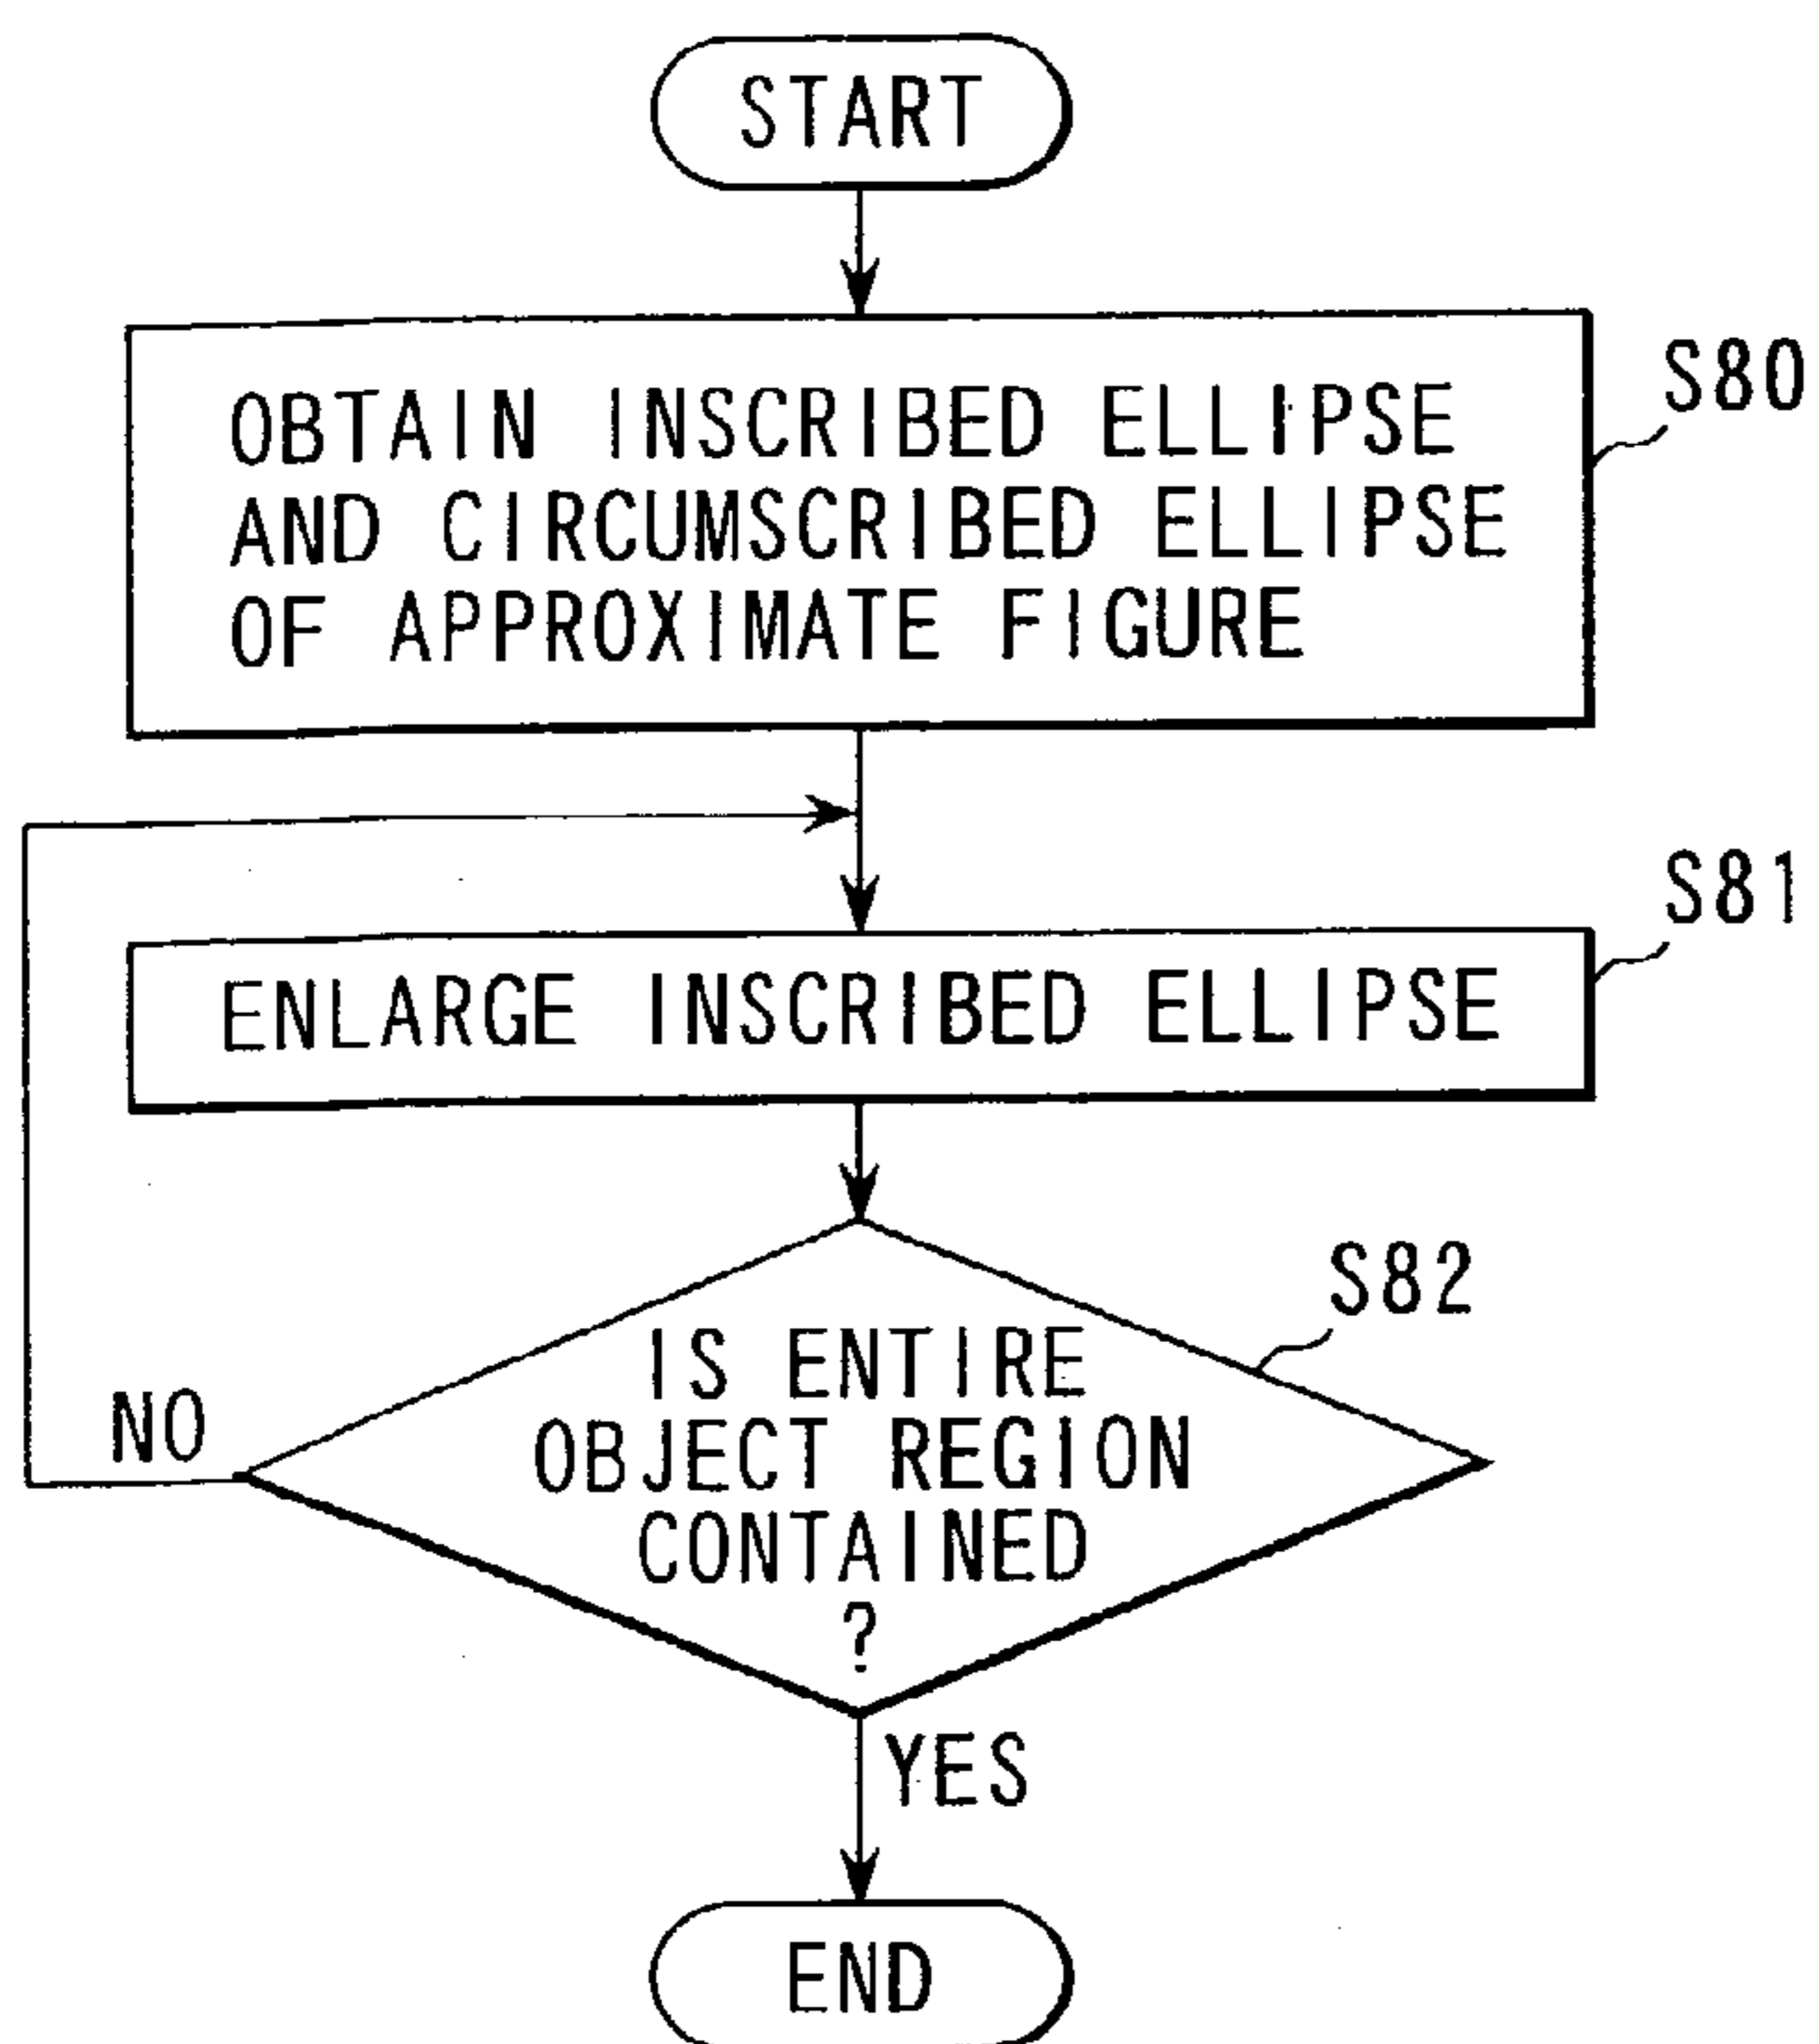 START
OBTAIN INSCRIBED ELLIPSE
AND CIRCUMSCRIBED ELLIPSE
OF APPROXIMATE FIGURE
S80
ENLARGE INSCRIBED ELLIPSE
S81
IS ENTIRE
OBJECT REGION
CONTAINED
?
S82
NO
YES
END